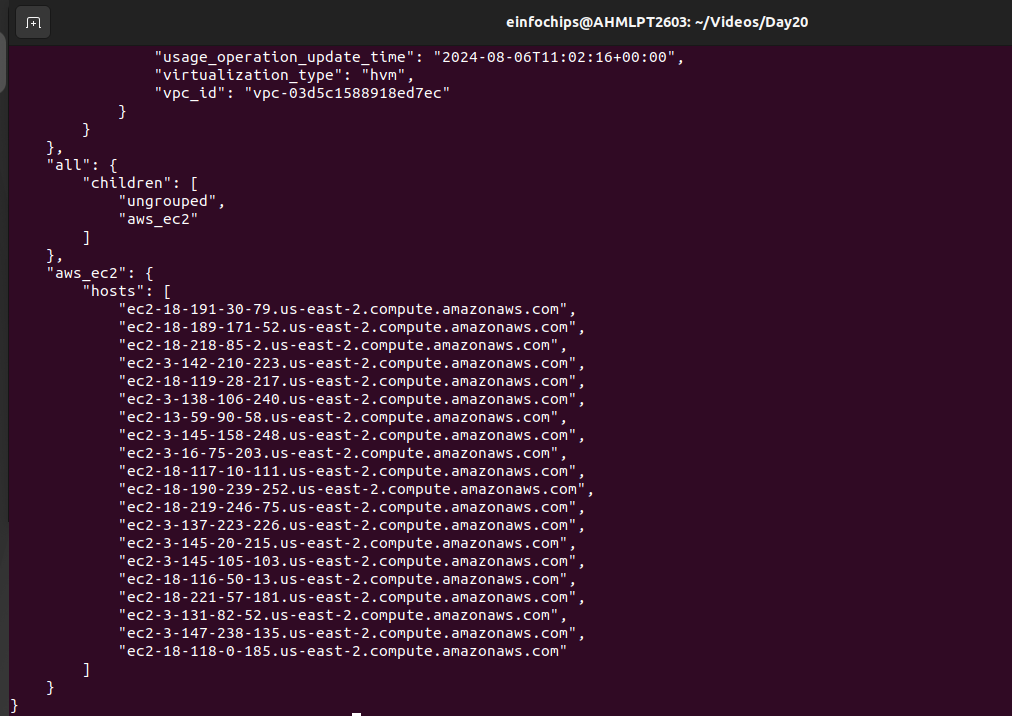 einfochips@AHMLPT2603: ~/Videos/Day20
"usage_operation_update_time": "2024-08-06T11:02:16+00:00",
"virtualization_type": "hvm",
"vpc_id": "vpc-03d5c1588918ed7ec"
}
}
},
"all": {
"children": [
"ungrouped",
"aws_ec2"
]
},
"aws_ec2": {
"hosts": [
"ec2-18-191-30-79.us-east-2.compute.amazonaws.com",
"ec2-18-189-171-52.us-east-2.compute.amazonaws.com",
"ec2-18-218-85-2.us-east-2.compute.amazonaws.com",
"ec2-3-142-210-223.us-east-2.compute.amazonaws.com",
"ec2-18-119-28-217.us-east-2.compute.amazonaws.com",
"ec2-3-138-106-240.us-east-2.compute.amazonaws.com",
"ec2-13-59-90-58.us-east-2.compute.amazonaws.com",
"ec2-3-145-158-248.us-east-2.compute.amazonaws.com",
"ec2-3-16-75-203.us-east-2.compute.amazonaws.com",
"ec2-18-117-10-111.us-east-2.compute.amazonaws.com",
"ec2-18-190-239-252.us-east-2.compute.amazonaws.com",
"ec2-18-219-246-75.us-east-2.compute.amazonaws.com",
"ec2-3-137-223-226.us-east-2.compute.amazonaws.com",
"ec2-3-145-20-215.us-east-2.compute.amazonaws.com",
"ec2-3-145-105-103.us-east-2.compute.amazonaws.com",
"ec2-18-116-50-13.us-east-2.compute.amazonaws.com",
"ec2-18-221-57-181.us-east-2.compute.amazonaws.com",
"ec2-3-131-82-52.us-east-2.compute.amazonaws.com",
"ec2-3-147-238-135.us-east-2.compute.amazonaws.com",
"ec2-18-118-0-185.us-east-2.compute.amazonaws.com"
]
}
}